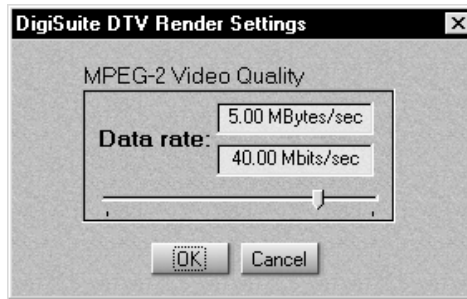 DigiSuite DTV Render Settings
MPEG-2 Video Quality
Data rate:
5.00 MBytes/sec
40.00 Mbits/sec
OK Cancel